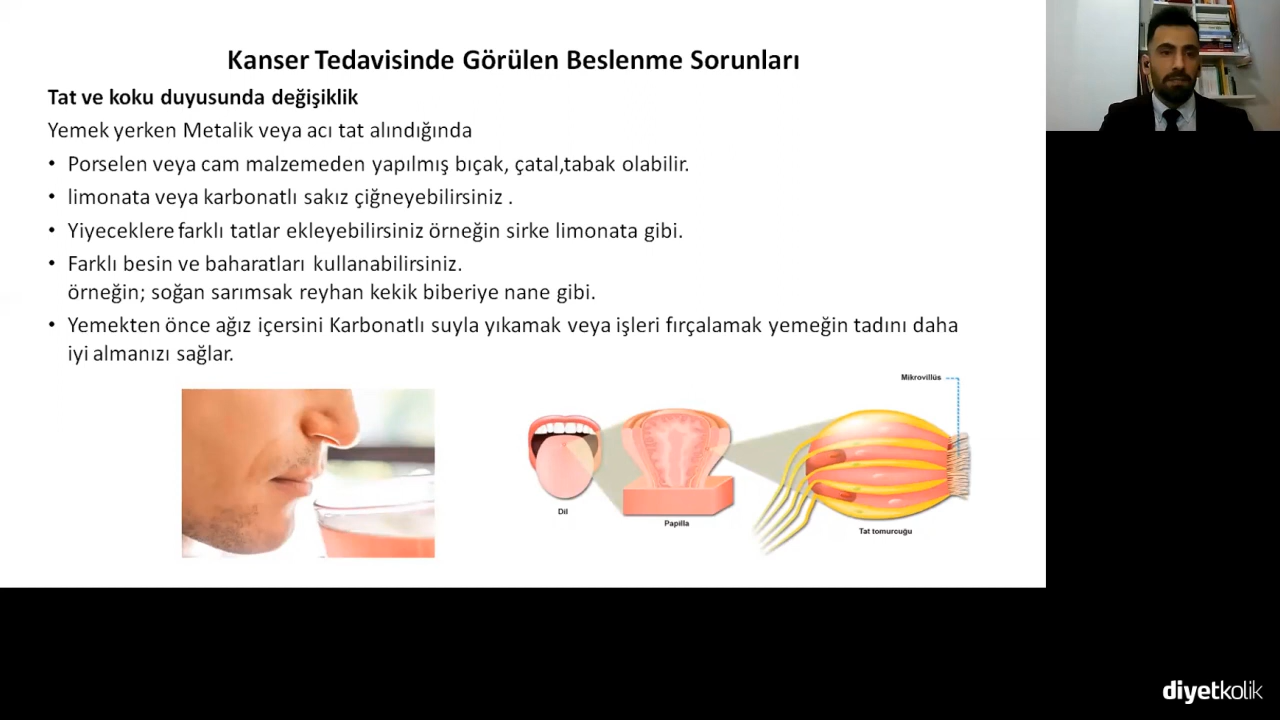 Kanser Tedavisinde Görülen Beslenme Sorunları
Tat ve koku duyusunda değişiklik
Yemek yerken Metalik veya acı tat alındığında
• Porselen veya cam malzemeden yapılmış bıçak, çatal,tabak olabilir.
• limonata veya karbonatlı sakız çiğneyebilirsiniz .
• Yiyeceklere farklı tatlar ekleyebilirsiniz örneğin sirke limonata gibi.
• Farklı besin ve baharatları kullanabilirsiniz.
örneğin; soğan sarımsak reyhan kekik biberiye nane gibi.
• Yemekten önce ağız içersini Karbonatlı suyla yıkamak veya işleri fırçalamak yemeğin tadını daha
iyi almanızı sağlar.
Mikrovillüs
Dil
Papilla
Tat tomurcuğu
diyetkolik